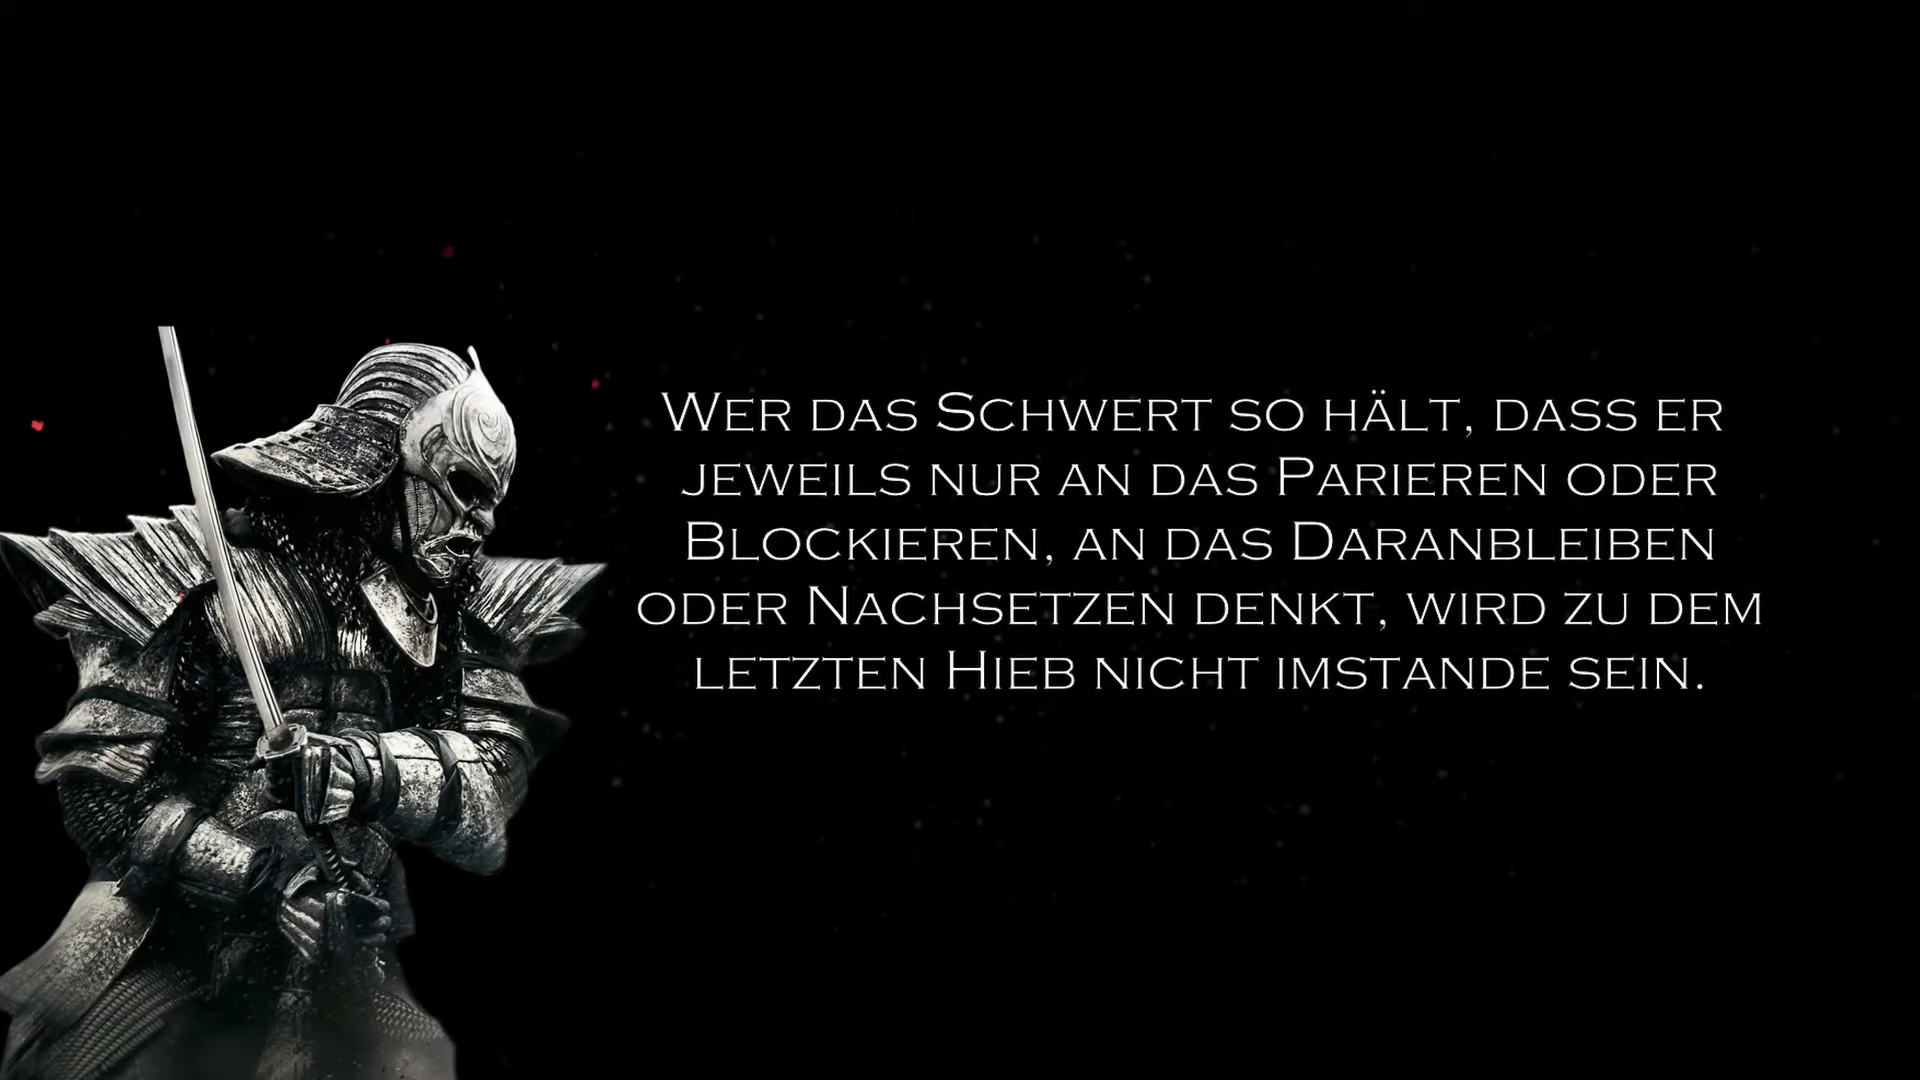 Wer das Schwert so hält, dass er
jeweils nur an das Parieren oder
Blockieren, an das Daranbleiben
oder Nachsetzen denkt, wird zu dem
letzten Hieb nicht imstande sein.